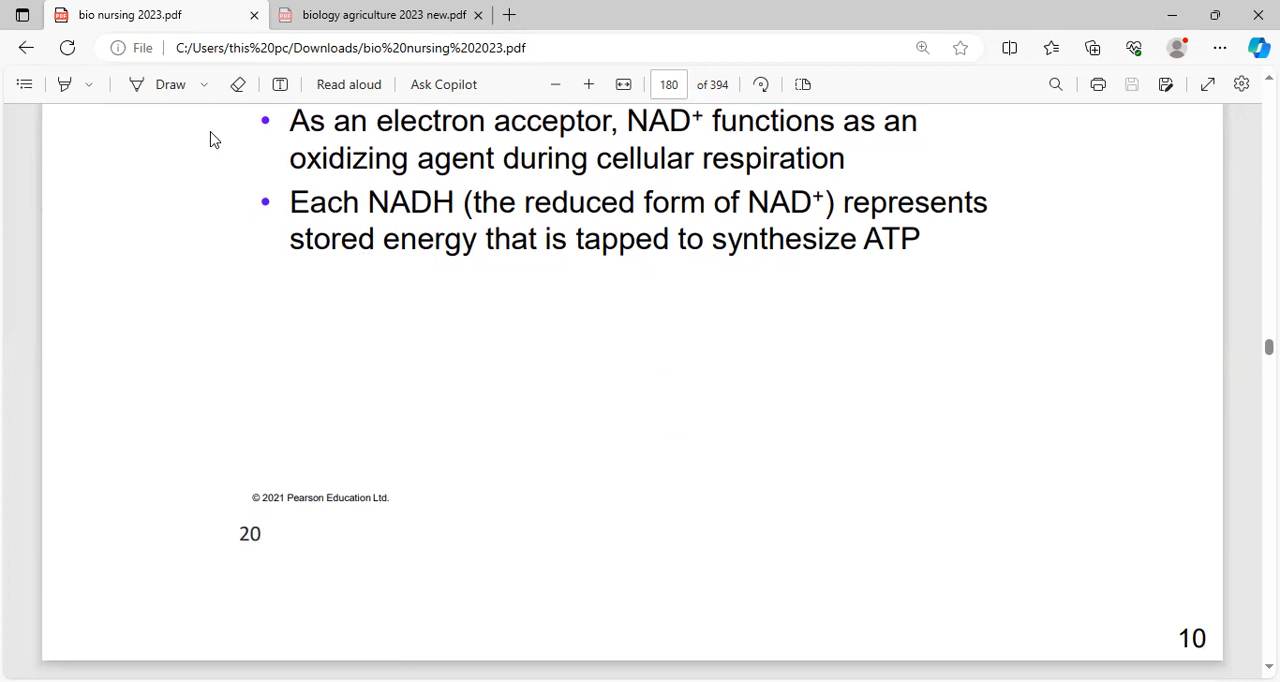 bio nursing 2023.pdf
biology agriculture 2023 new.pdf
File
C:/Users/this%20pc/Downloads/bio%20nursing%202023.pdf
Draw
Read aloud
Ask Copilot
180 of 394
• As an electron acceptor, NAD⁺ functions as an
oxidizing agent during cellular respiration
• Each NADH (the reduced form of NAD⁺) represents
stored energy that is tapped to synthesize ATP
© 2021 Pearson Education Ltd.
20
10